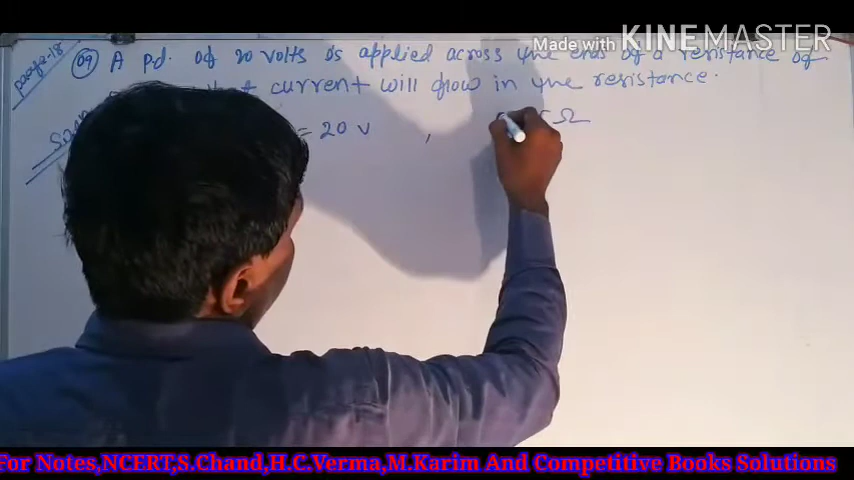 Made with KINEMASTER
page-18
09 A pd. of 20 volts is applied across the ends of a resistance of
current will flow in the resistance.
= 20 v , Ω
For Notes,NCERT,S.Chand,H.C.Verma,M.Karim And Competitive Books Solutions